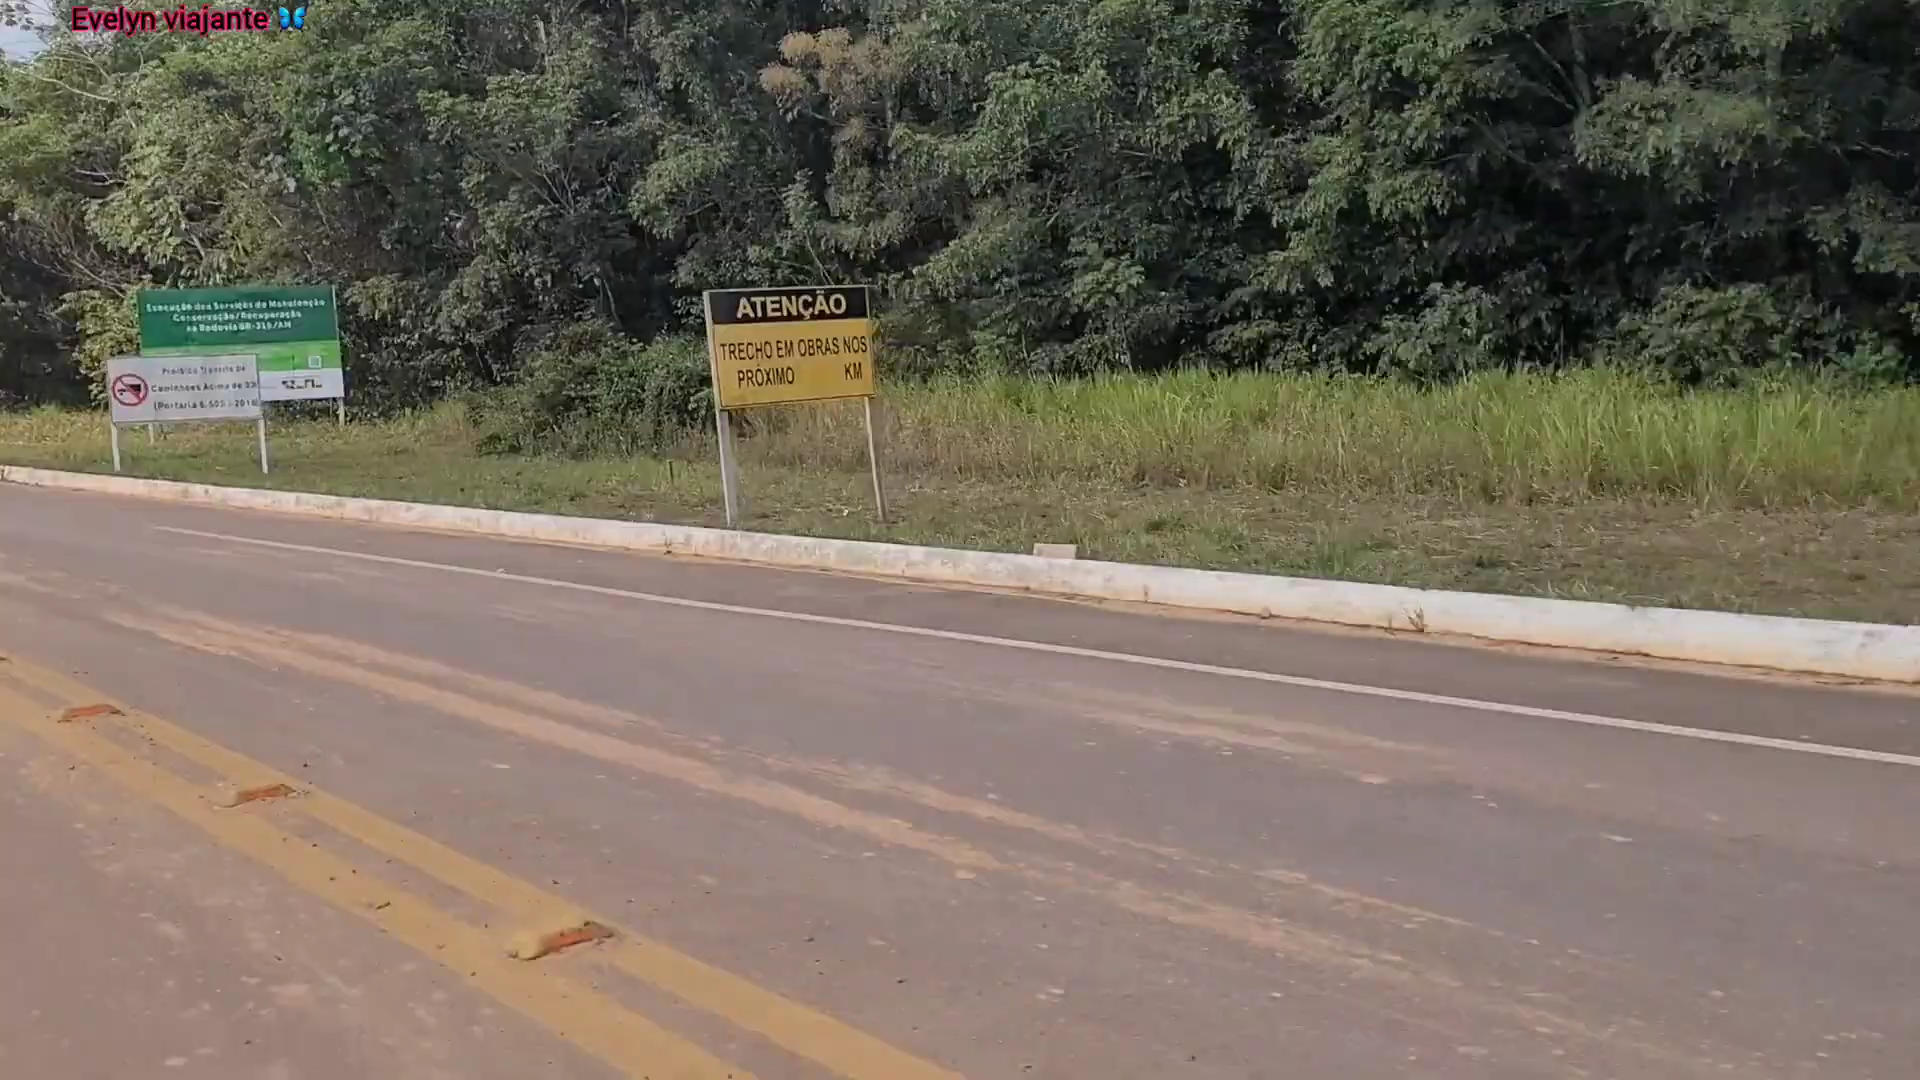 Evelyn viajante
Execução dos Serviços de Manutenção
Conservação/Recuperação
na Rodovia BR-319/AM
Proibido Trânsito de
Caminhões Acima de
(Portaria
ATENÇÃO
TRECHO EM OBRAS NOS
PRÓXIMO KM